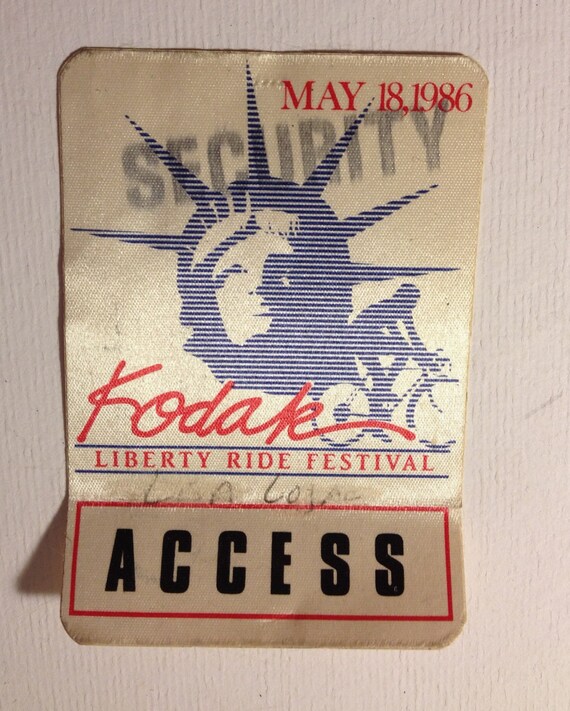 MAY 18,1986
SECURITY
Kodak
LIBERTY RIDE FESTIVAL
ACCESS